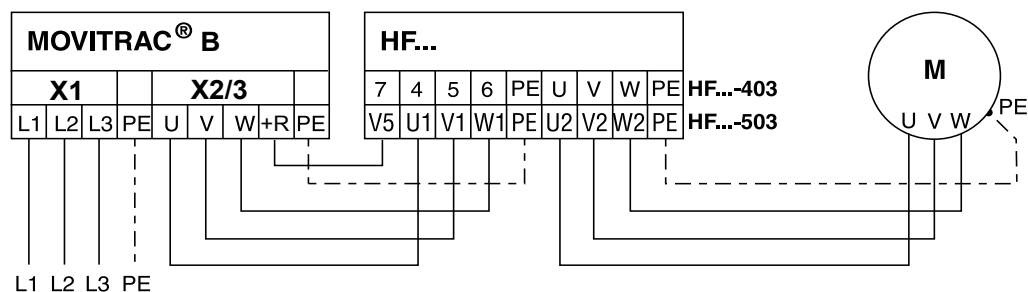 MOVITRAC® B HF...
M
X1 X2/3 7 4 5 6 PE U V W PE HF...-403
L1 L2 L3 PE U V W +R PE V5 U1 V1 W1 PE U2 V2 W2 PE HF...-503 U V W PE
L1 L2 L3 PE